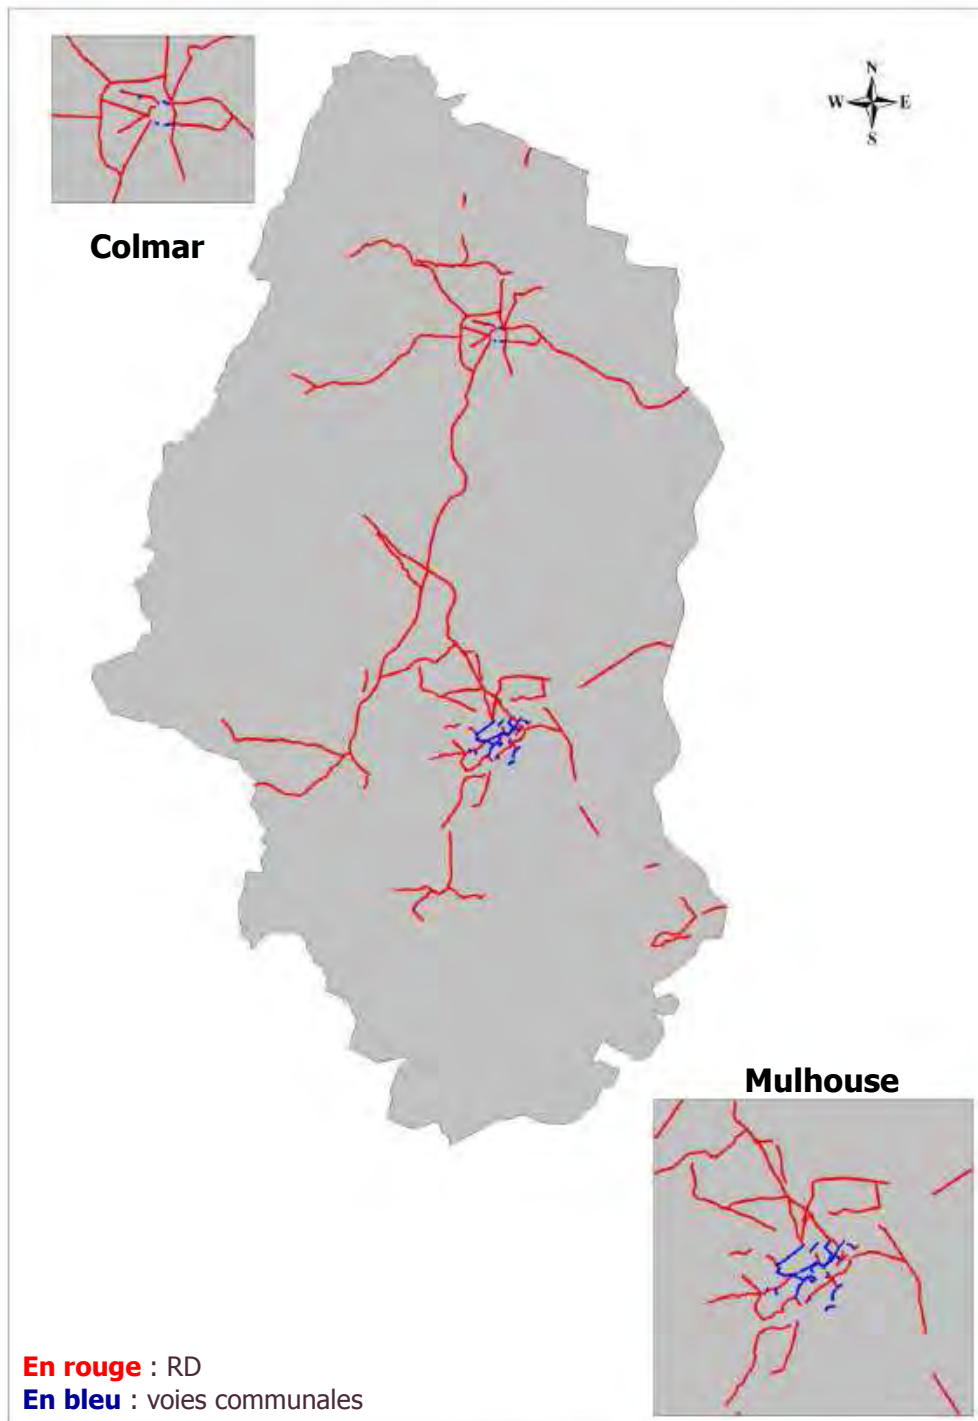 N
W E
S
Colmar
Mulhouse
En rouge : RD
En bleu : voies communales